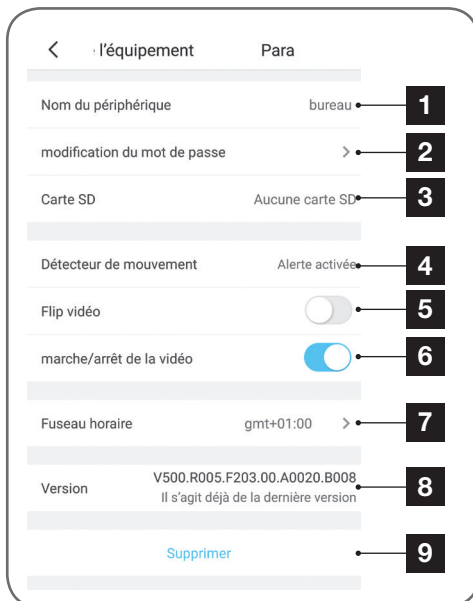 l'équipement Para
Nom du périphérique bureau 1
modification du mot de passe 2
Carte SD Aucune carte SD 3
Détecteur de mouvement Alerte activée 4
Flip vidéo 5
marche/arrêt de la vidéo 6
Fuseau horaire gmt+01:00 7
V500.R005.F203.00.A0020.B008
Version 8
Il s'agit déjà de la dernière version
Supprimer 9